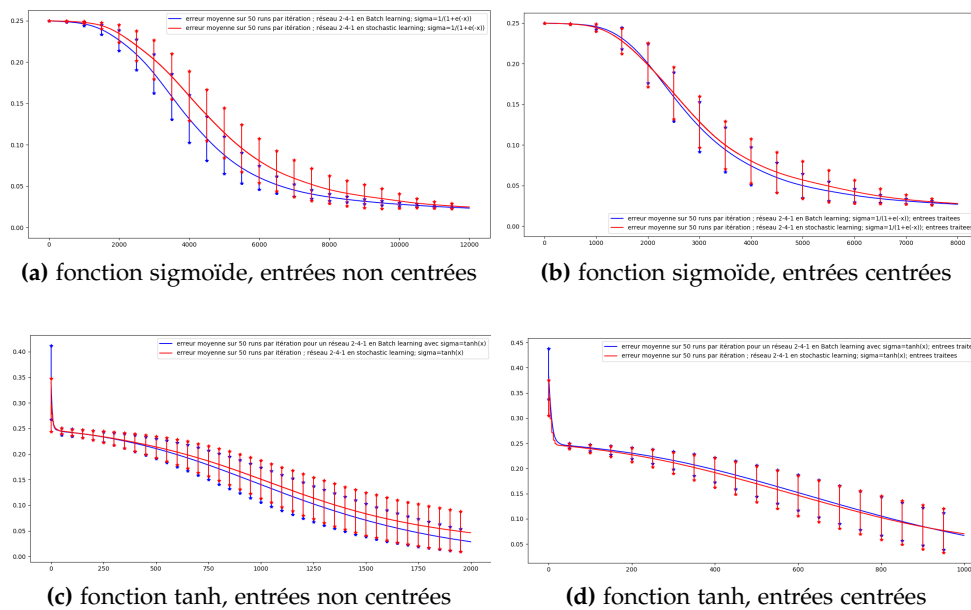 erreur moyenne sur 50 runs par itération ; réseau 2-4-1 en Batch learning; sigma=1/(1+e(-x))
erreur moyenne sur 50 runs par itération ; réseau 2-4-1 en stochastic learning; sigma=1/(1+e(-x))
0.25
0.20
0.15
0.10
0.05
0.00
0 2000 4000 6000 8000 10000 12000
(a) fonction sigmoïde, entrées non centrées
0.25
0.20
0.15
0.10
0.05
0.00
erreur moyenne sur 50 runs par itération ; réseau 2-4-1 en Batch learning; sigma=1/(1+e(-x)); entrees traitees
erreur moyenne sur 50 runs par itération ; réseau 2-4-1 en stochastic learning; sigma=1/(1+e(-x)); entrees traitees
0 1000 2000 3000 4000 5000 6000 7000 8000
(b) fonction sigmoïde, entrées centrées
erreur moyenne sur 50 runs par itération pour un réseau 2-4-1 en Batch learning avec sigma=tanh(x)
erreur moyenne sur 50 runs par itération ; réseau 2-4-1 en stochastic learning; sigma=tanh(x)
0.40
0.35
0.30
0.25
0.20
0.15
0.10
0.05
0.00
0 250 500 750 1000 1250 1500 1750 2000
(c) fonction tanh, entrées non centrées
erreur moyenne sur 50 runs par itération pour un réseau 2-4-1 en Batch learning avec sigma=tanh(x); entrees traitees
erreur moyenne sur 50 runs par itération ; réseau 2-4-1 en stochastic learning; sigma=tanh(x); entrees traitees
0.45
0.40
0.35
0.30
0.25
0.20
0.15
0.10
0.05
0 200 400 600 800 1000
(d) fonction tanh, entrées centrées